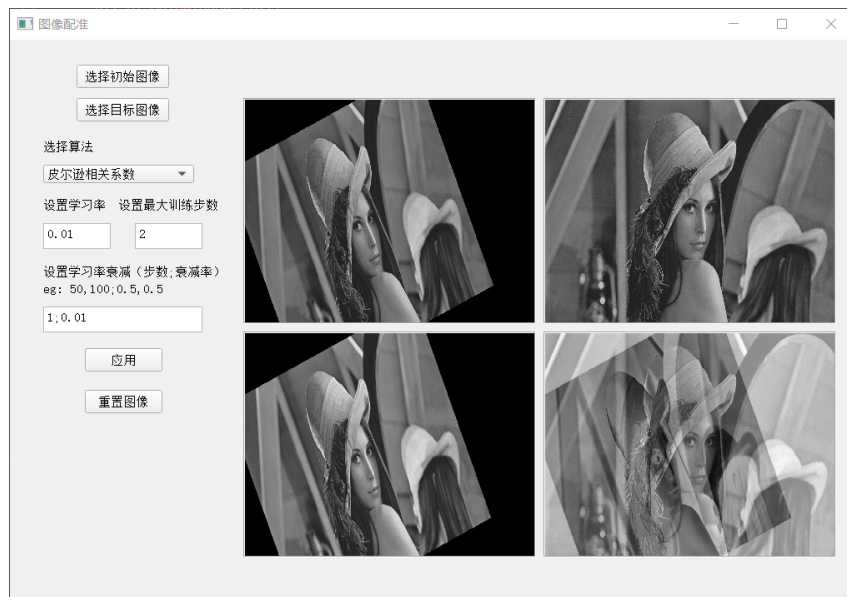 图像配准
选择初始图像
选择目标图像
选择算法
皮尔逊相关系数
设置学习率 设置最大训练步数
0.01 2
设置学习率衰减（步数;衰减率）
eg: 50,100;0.5,0.5
1;0.01
应用
重置图像